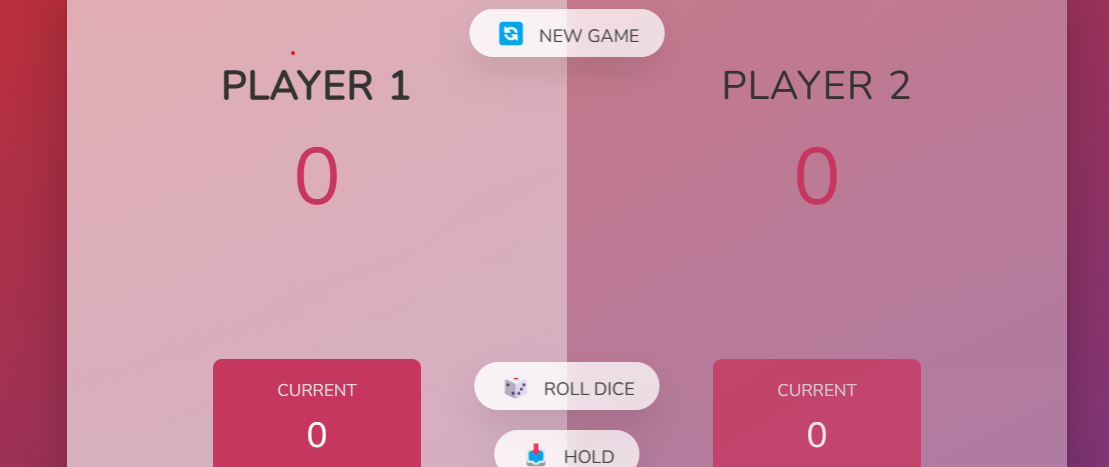 NEW GAME
PLAYER 1
PLAYER 2
0
0
CURRENT
0
ROLL DICE
HOLD
CURRENT
0